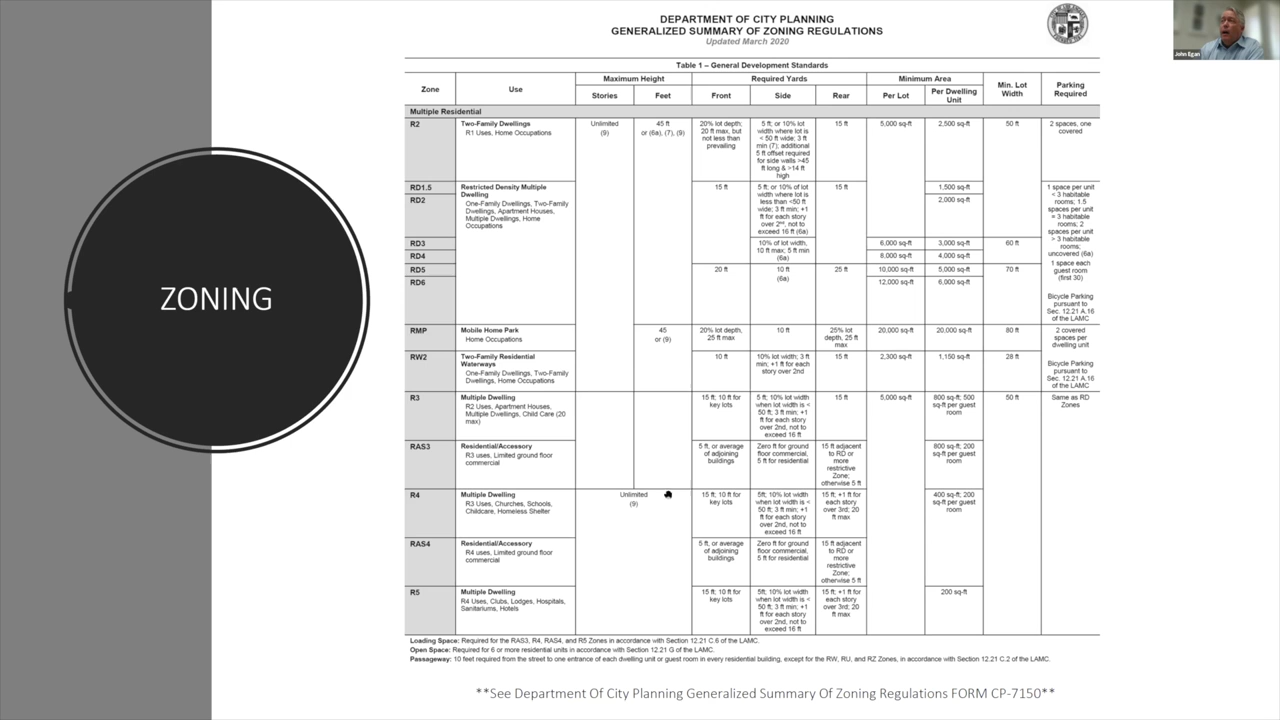 DEPARTMENT OF CITY PLANNING
GENERALIZED SUMMARY OF ZONING REGULATIONS
Updated March 2020
John Egan
ZONING
Table 1 – General Development Standards
Zone Use Maximum Height Required Yards Minimum Area Min. Lot Width Parking Required
Stories Feet Front Side Rear Per Lot Per Dwelling Unit
Multiple Residential
R2
Two-Family Dwellings
R1 Uses, Home Occupations
Unlimited
(9)
45 ft
or (6a), (7), (9)
20% lot depth;
20 ft max, but
not less than
prevailing
5 ft; or 10% lot
width where lot is
< 50 ft wide; 3 ft
min (7); additional
5 ft offset required
for side walls >45
ft long & >14 ft
high
15 ft
5,000 sq-ft
2,500 sq-ft
50 ft
2 spaces, one
covered
RD1.5
RD2
Restricted Density Multiple
Dwelling
One-Family Dwellings, Two-Family
Dwellings, Apartment Houses,
Multiple Dwellings, Home
Occupations
15 ft
5 ft; or 10% of lot
width where lot is
less than <50 ft
wide; 3 ft min; +1
ft for each story
over 2nd, not to
exceed 16 ft (6a)
15 ft
1,500 sq-ft
2,000 sq-ft
1 space per unit
< 3 habitable
rooms; 1.5
spaces per unit
= 3 habitable
rooms; 2
spaces per unit
> 3 habitable
rooms;
uncovered (6a)
1 space each
guest room
(first 30)
Bicycle Parking
pursuant to
Sec. 12.21 A.16
of the LAMC
RD3
10% of lot width,
10 ft max; 5 ft min
(6a)
6,000 sq-ft
3,000 sq-ft
60 ft
RD4
8,000 sq-ft
4,000 sq-ft
RD5
20 ft
10 ft
(6a)
25 ft
10,000 sq-ft
5,000 sq-ft
70 ft
RD6
12,000 sq-ft
6,000 sq-ft
RMP
Mobile Home Park
Home Occupations
45
or (9)
20% lot depth,
25 ft max
10 ft
25% lot
depth, 25 ft
max
20,000 sq-ft
20,000 sq-ft
80 ft
2 covered
spaces per
dwelling unit
RW2
Two-Family Residential
Waterways
One-Family Dwellings, Two-Family
Dwellings, Home Occupations
10 ft
10% lot width; 3 ft
min; +1 ft for each
story over 2nd
15 ft
2,300 sq-ft
1,150 sq-ft
28 ft
Bicycle Parking
pursuant to
Sec. 12.21 A.16
of the LAMC
R3
Multiple Dwelling
R2 Uses, Apartment Houses,
Multiple Dwellings, Child Care (20
max)
15 ft; 10 ft for
key lots
5 ft; 10% lot width
when lot width is <
50 ft; 3 ft min; +1
ft for each story
over 2nd, not to
exceed 16 ft
15 ft
5,000 sq-ft
800 sq-ft; 500
sq-ft per guest
room
50 ft
Same as RD
Zones
RAS3
Residential/Accessory
R3 uses, Limited ground floor
commercial
5 ft, or average
of adjoining
buildings
Zero ft for ground
floor commercial,
5 ft for residential
15 ft adjacent
to RD or
more
restrictive
Zone;
otherwise 5 ft
800 sq-ft; 200
sq-ft per guest
room
R4
Multiple Dwelling
R3 Uses, Churches, Schools,
Childcare, Homeless Shelter
Unlimited
(9)
15 ft; 10 ft for
key lots
5ft; 10% lot width
when lot width is <
50 ft; 3 ft min; +1
ft for each story
over 2nd, not to
exceed 16 ft
15 ft; +1 ft for
each story
over 3rd; 20
ft max
400 sq-ft; 200
sq-ft per guest
room
RAS4
Residential/Accessory
R4 uses, Limited ground floor
commercial
5 ft, or average
of adjoining
buildings
Zero ft for ground
floor commercial,
5 ft for residential
15 ft adjacent
to RD or
more
restrictive
Zone;
otherwise 5 ft
R5
Multiple Dwelling
R4 Uses, Clubs, Lodges, Hospitals,
Sanitariums, Hotels
15 ft; 10 ft for
key lots
5 ft; 10% lot width
when lot width is <
50 ft; 3 ft min; +1
ft for each story
over 2nd, not to
exceed 16 ft
15 ft; +1 ft for
each story
over 3rd; 20
ft max
200 sq-ft
Loading Space: Required for the RAS3, R4, RAS4, and R5 Zones in accordance with Section 12.21 C.6 of the LAMC.
Open Space: Required for 6 or more residential units in accordance with Section 12.21 G of the LAMC.
Passageway: 10 feet required from the street to one entrance of each dwelling unit or guest room in every residential building, except for the RW, RU, and RZ Zones, in accordance with Section 12.21 C.2 of the LAMC.
**See Department Of City Planning Generalized Summary Of Zoning Regulations FORM CP-7150**